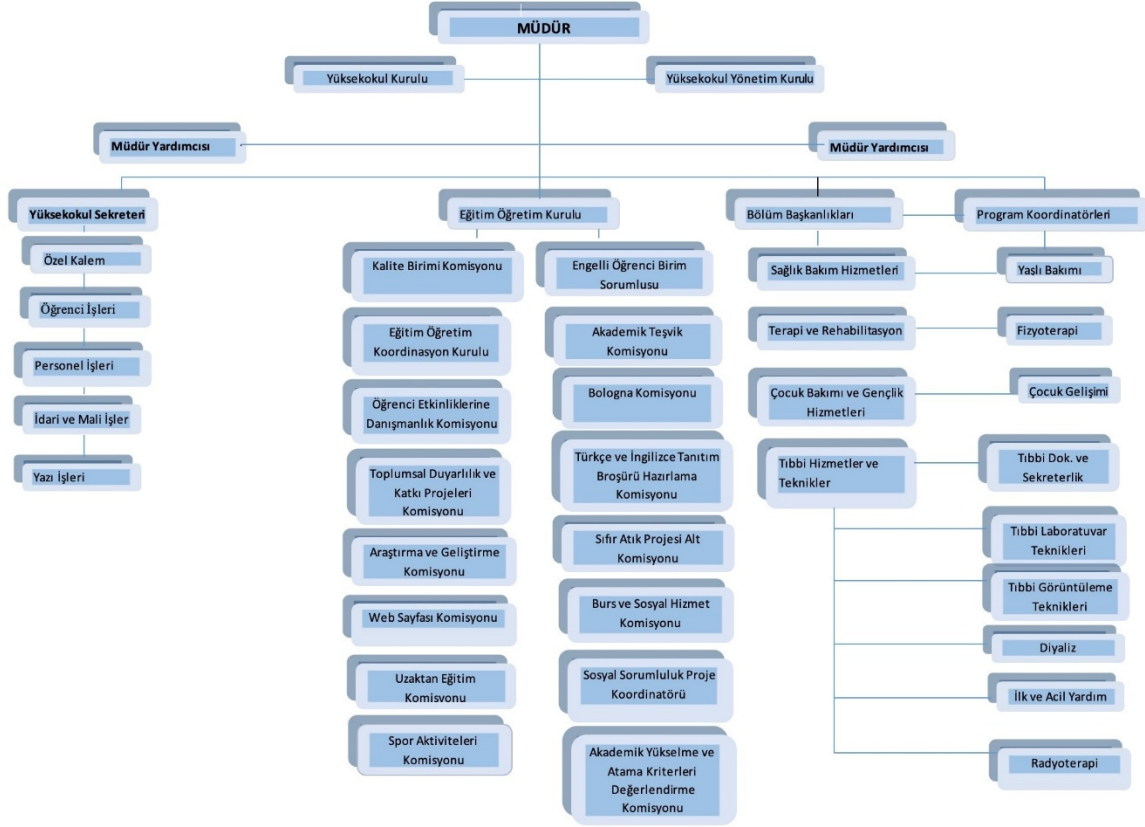 MÜDÜR
Yüksekokul Kurulu
Yüksekokul Yönetim Kurulu
Müdür Yardımcısı
Müdür Yardımcısı
Yüksekokul Sekreteri
Eğitim Öğretim Kurulu
Bölüm Başkanlıkları
Program Koordinatörleri
Özel Kalem
Öğrenci İşleri
Personel İşleri
İdari ve Mali İşler
Yazı İşleri
Kalite Birimi Komisyonu
Eğitim Öğretim
Koordinasyon Kurulu
Öğrenci Etkinliklerine
Danışmanlık Komisyonu
Toplumsal Duyarlılık ve
Katkı Projeleri
Komisyonu
Araştırma ve Geliştirme
Komisyonu
Web Sayfası Komisyonu
Uzaktan Eğitim
Komisyonu
Spor Aktiviteleri
Komisyonu
Engelli Öğrenci Birim
Sorumlusu
Akademik Teşvik
Komisyonu
Bologna Komisyonu
Türkçe ve İngilizce Tanıtım
Broşürü Hazırlama
Komisyonu
Sıfır Atık Projesi Alt
Komisyonu
Burs ve Sosyal Hizmet
Komisyonu
Sosyal Sorumluluk Proje
Koordinatörü
Akademik Yükselme ve
Atama Kriterleri
Değerlendirme
Komisyonu
Sağlık Bakım Hizmetleri
Yaşlı Bakımı
Terapi ve Rehabilitasyon
Fizyoterapi
Çocuk Bakımı ve Gençlik
Hizmetleri
Çocuk Gelişimi
Tıbbi Hizmetler ve
Teknikler
Tıbbi Dok. ve
Sekreterlik
Tıbbi Laboratuvar
Teknikleri
Tıbbi Görüntüleme
Teknikleri
Diyaliz
İlk ve Acil Yardım
Radyoterapi